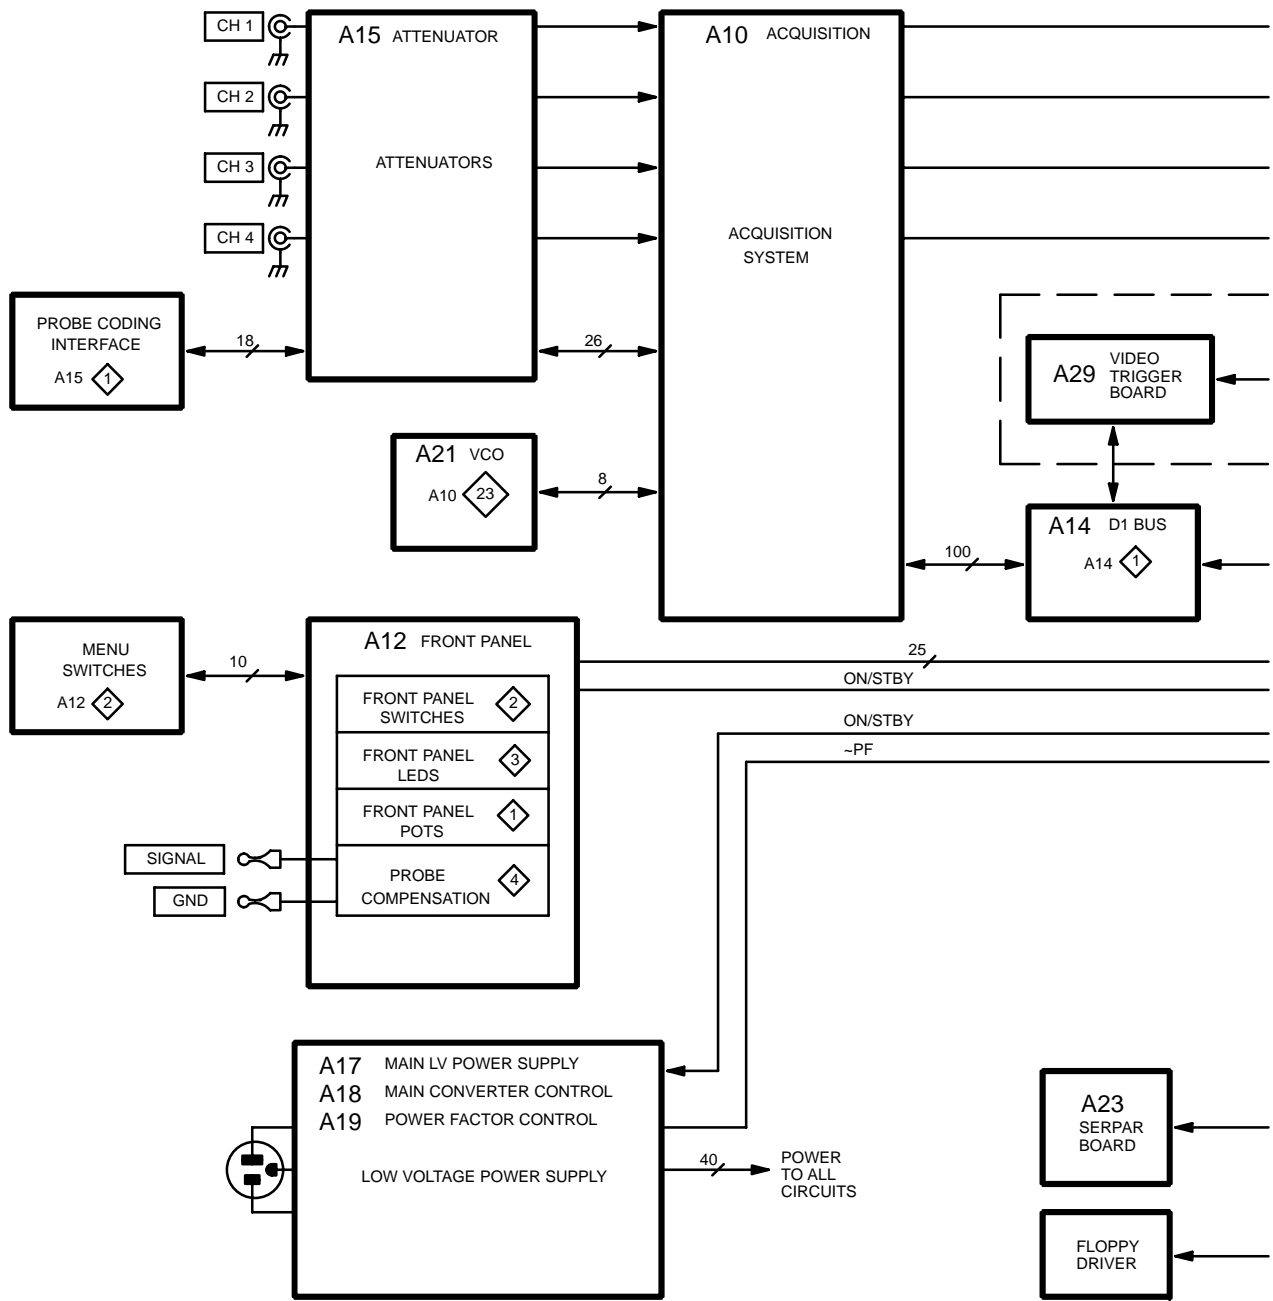 CH 1
A15 ATTENUATOR
A10 ACQUISITION
CH 2
CH 3
ATTENUATORS
CH 4
ACQUISITION
SYSTEM
PROBE CODING
INTERFACE
A15 1
18
26
A29 VIDEO
TRIGGER
BOARD
A21 VCO
A10 23
8
A14 D1 BUS
A14 1
100
MENU
SWITCHES
A12 2
10
A12 FRONT PANEL
25
ON/STBY
FRONT PANEL
SWITCHES
2
ON/STBY
~PF
FRONT PANEL
LEDS
3
FRONT PANEL
POTS
1
SIGNAL
GND
PROBE
COMPENSATION
4
A17 MAIN LV POWER SUPPLY
A18 MAIN CONVERTER CONTROL
A19 POWER FACTOR CONTROL
LOW VOLTAGE POWER SUPPLY
40
POWER
TO ALL
CIRCUITS
A23
SERPAR
BOARD
FLOPPY
DRIVER